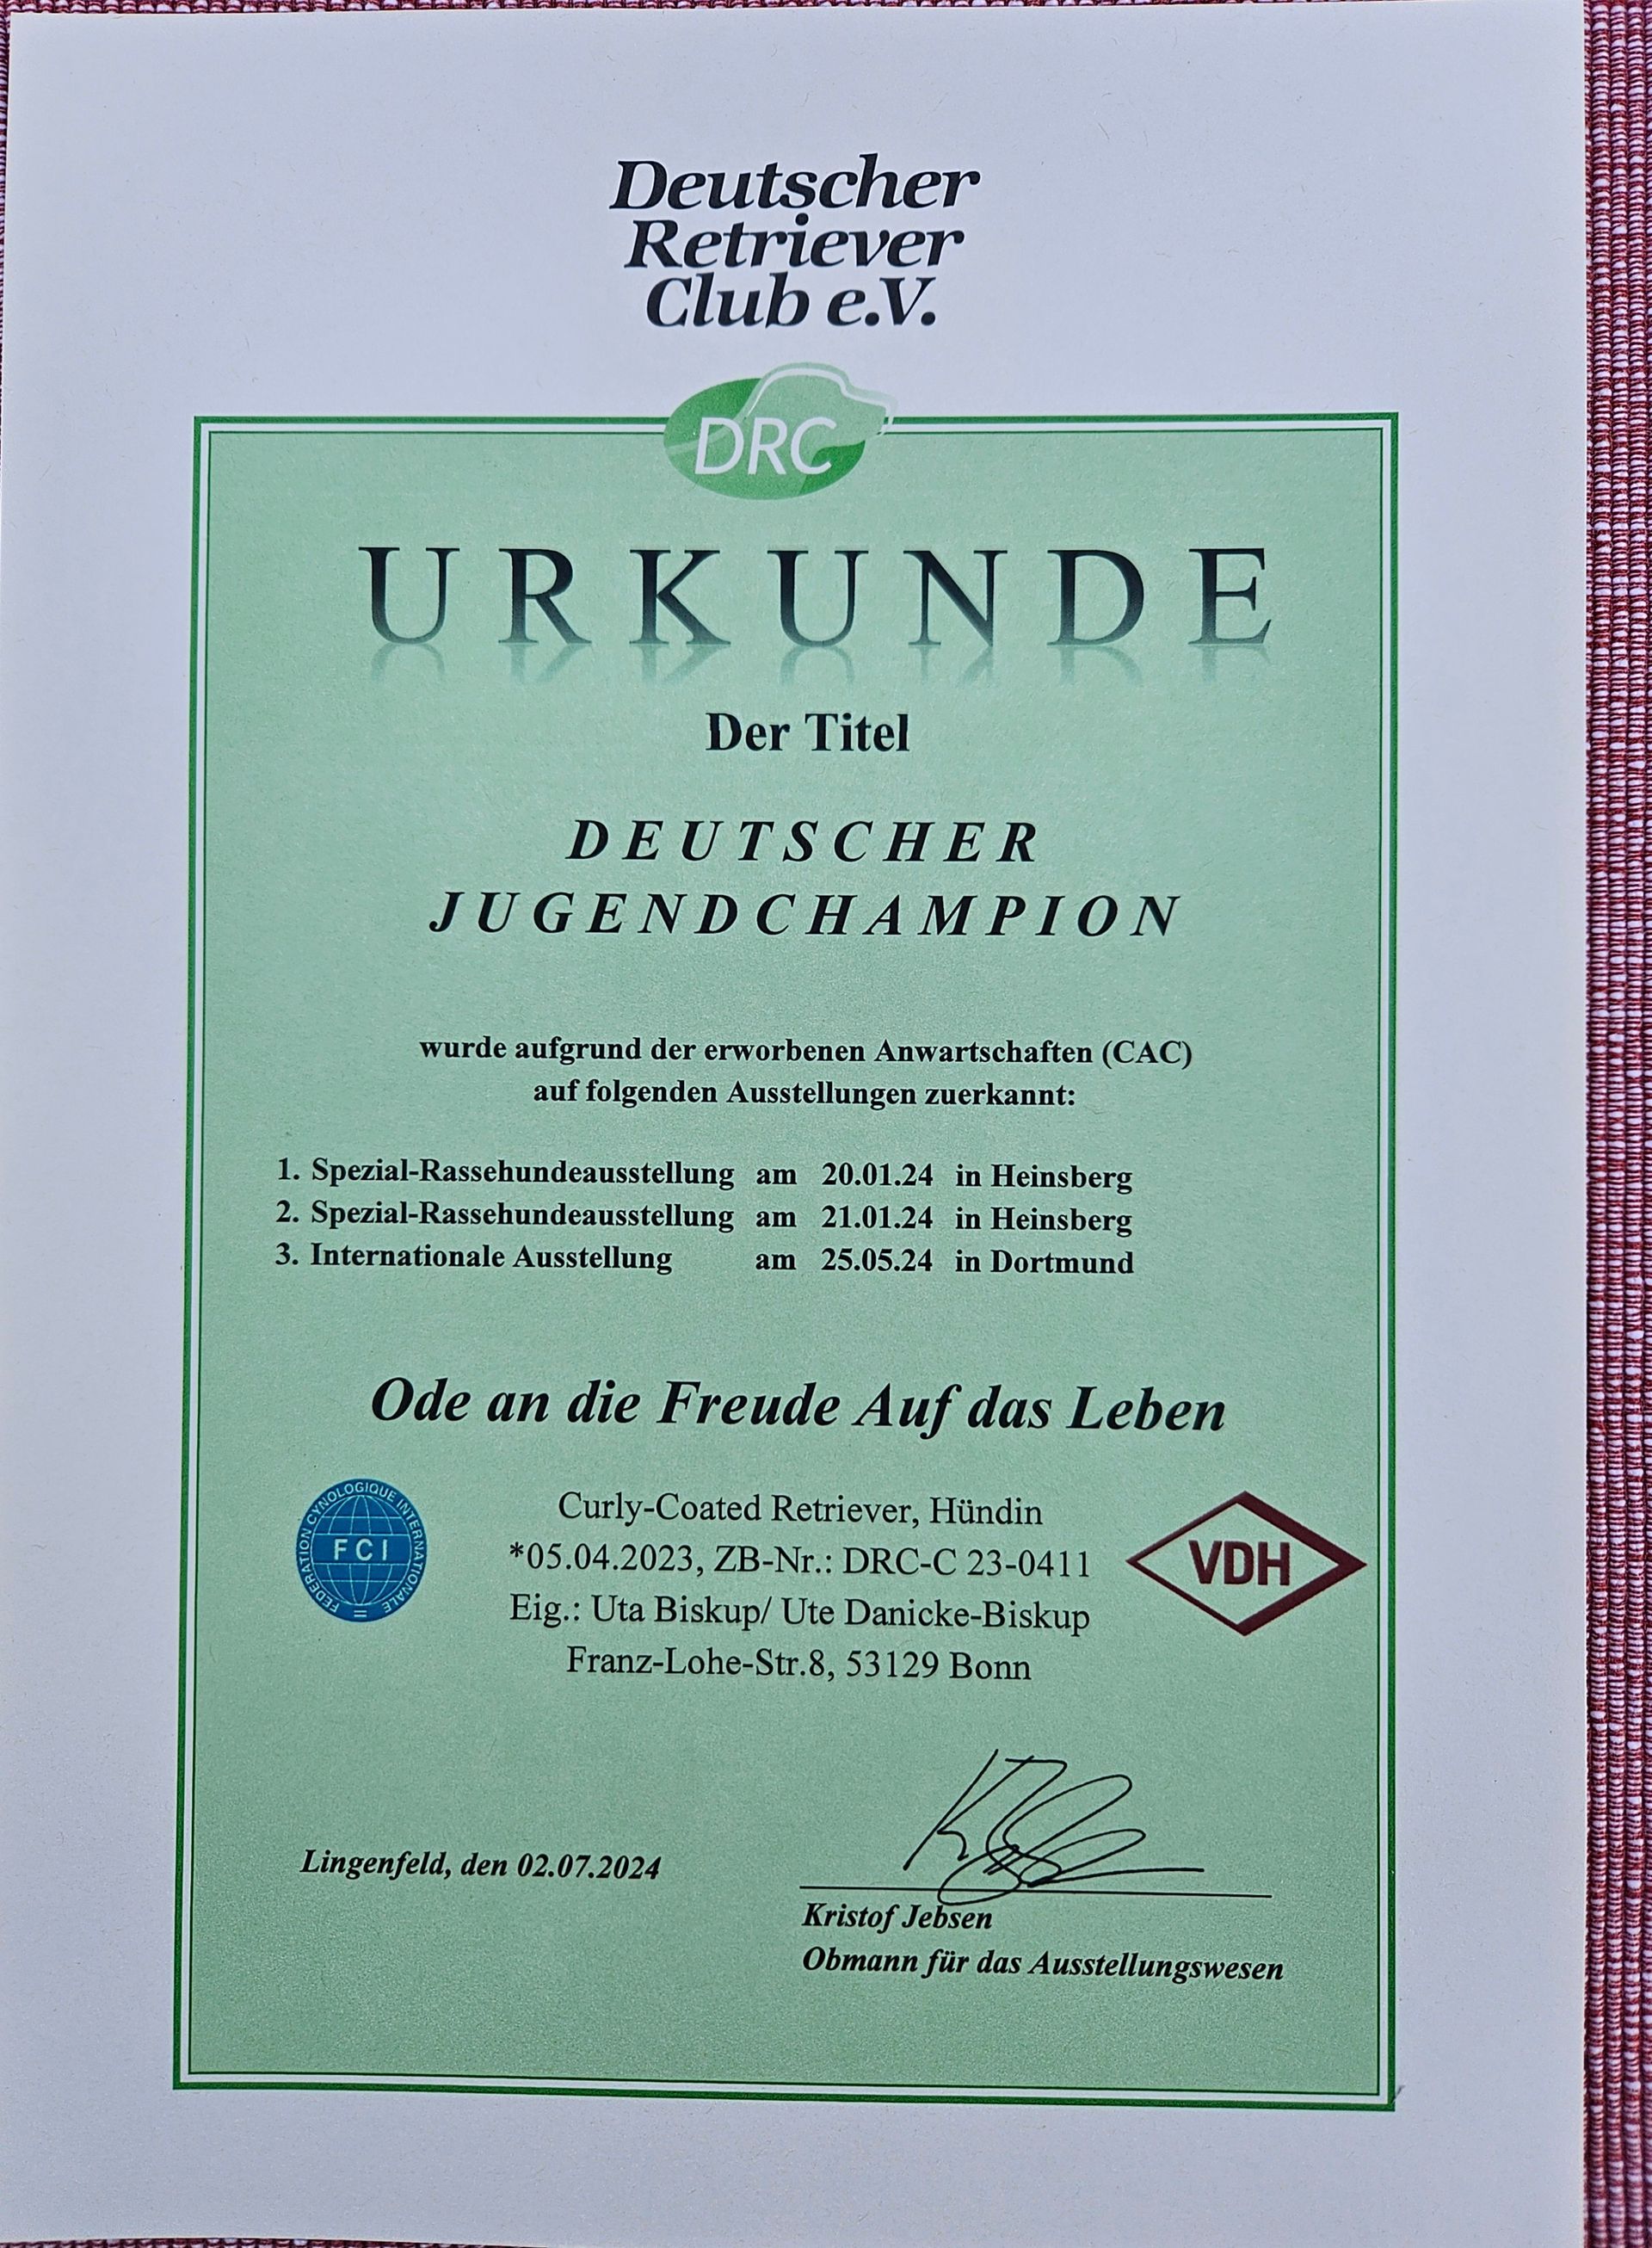 Deutscher
Retriever
Club e.V.
DRC
URKUNDE
Der Titel
DEUTSCHER
JUGENDCHAMPION
wurde aufgrund der erworbenen Anwartschaften (CAC)
auf folgenden Ausstellungen zuerkannt:
1. Spezial-Rassehundeausstellung am 20.01.24 in Heinsberg
2. Spezial-Rassehundeausstellung am 21.01.24 in Heinsberg
3. Internationale Ausstellung am 25.05.24 in Dortmund
Ode an die Freude Auf das Leben
FEDERATION CYNOLOGIQUE INTERNATIONALE
FCI
Curly-Coated Retriever, Hündin
*05.04.2023, ZB-Nr.: DRC-C 23-0411
Eig.: Uta Biskup/ Ute Danicke-Biskup
Franz-Lohe-Str.8, 53129 Bonn
VDH
Lingenfeld, den 02.07.2024
Kristof Jebsen
Obmann für das Ausstellungswesen